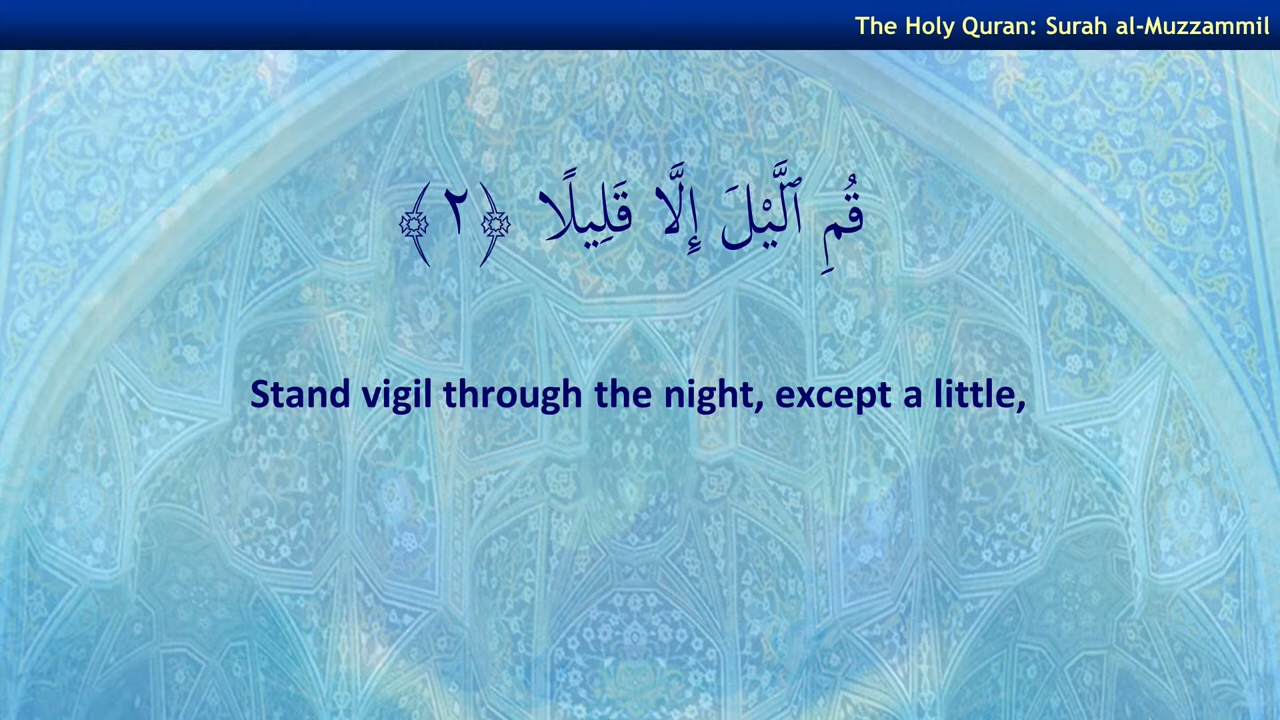 The Holy Quran: Surah al-Muzzammil
قُمِ ٱلَّيْلَ إِلَّا قَلِيلًا ﴿٢﴾
Stand vigil through the night, except a little,